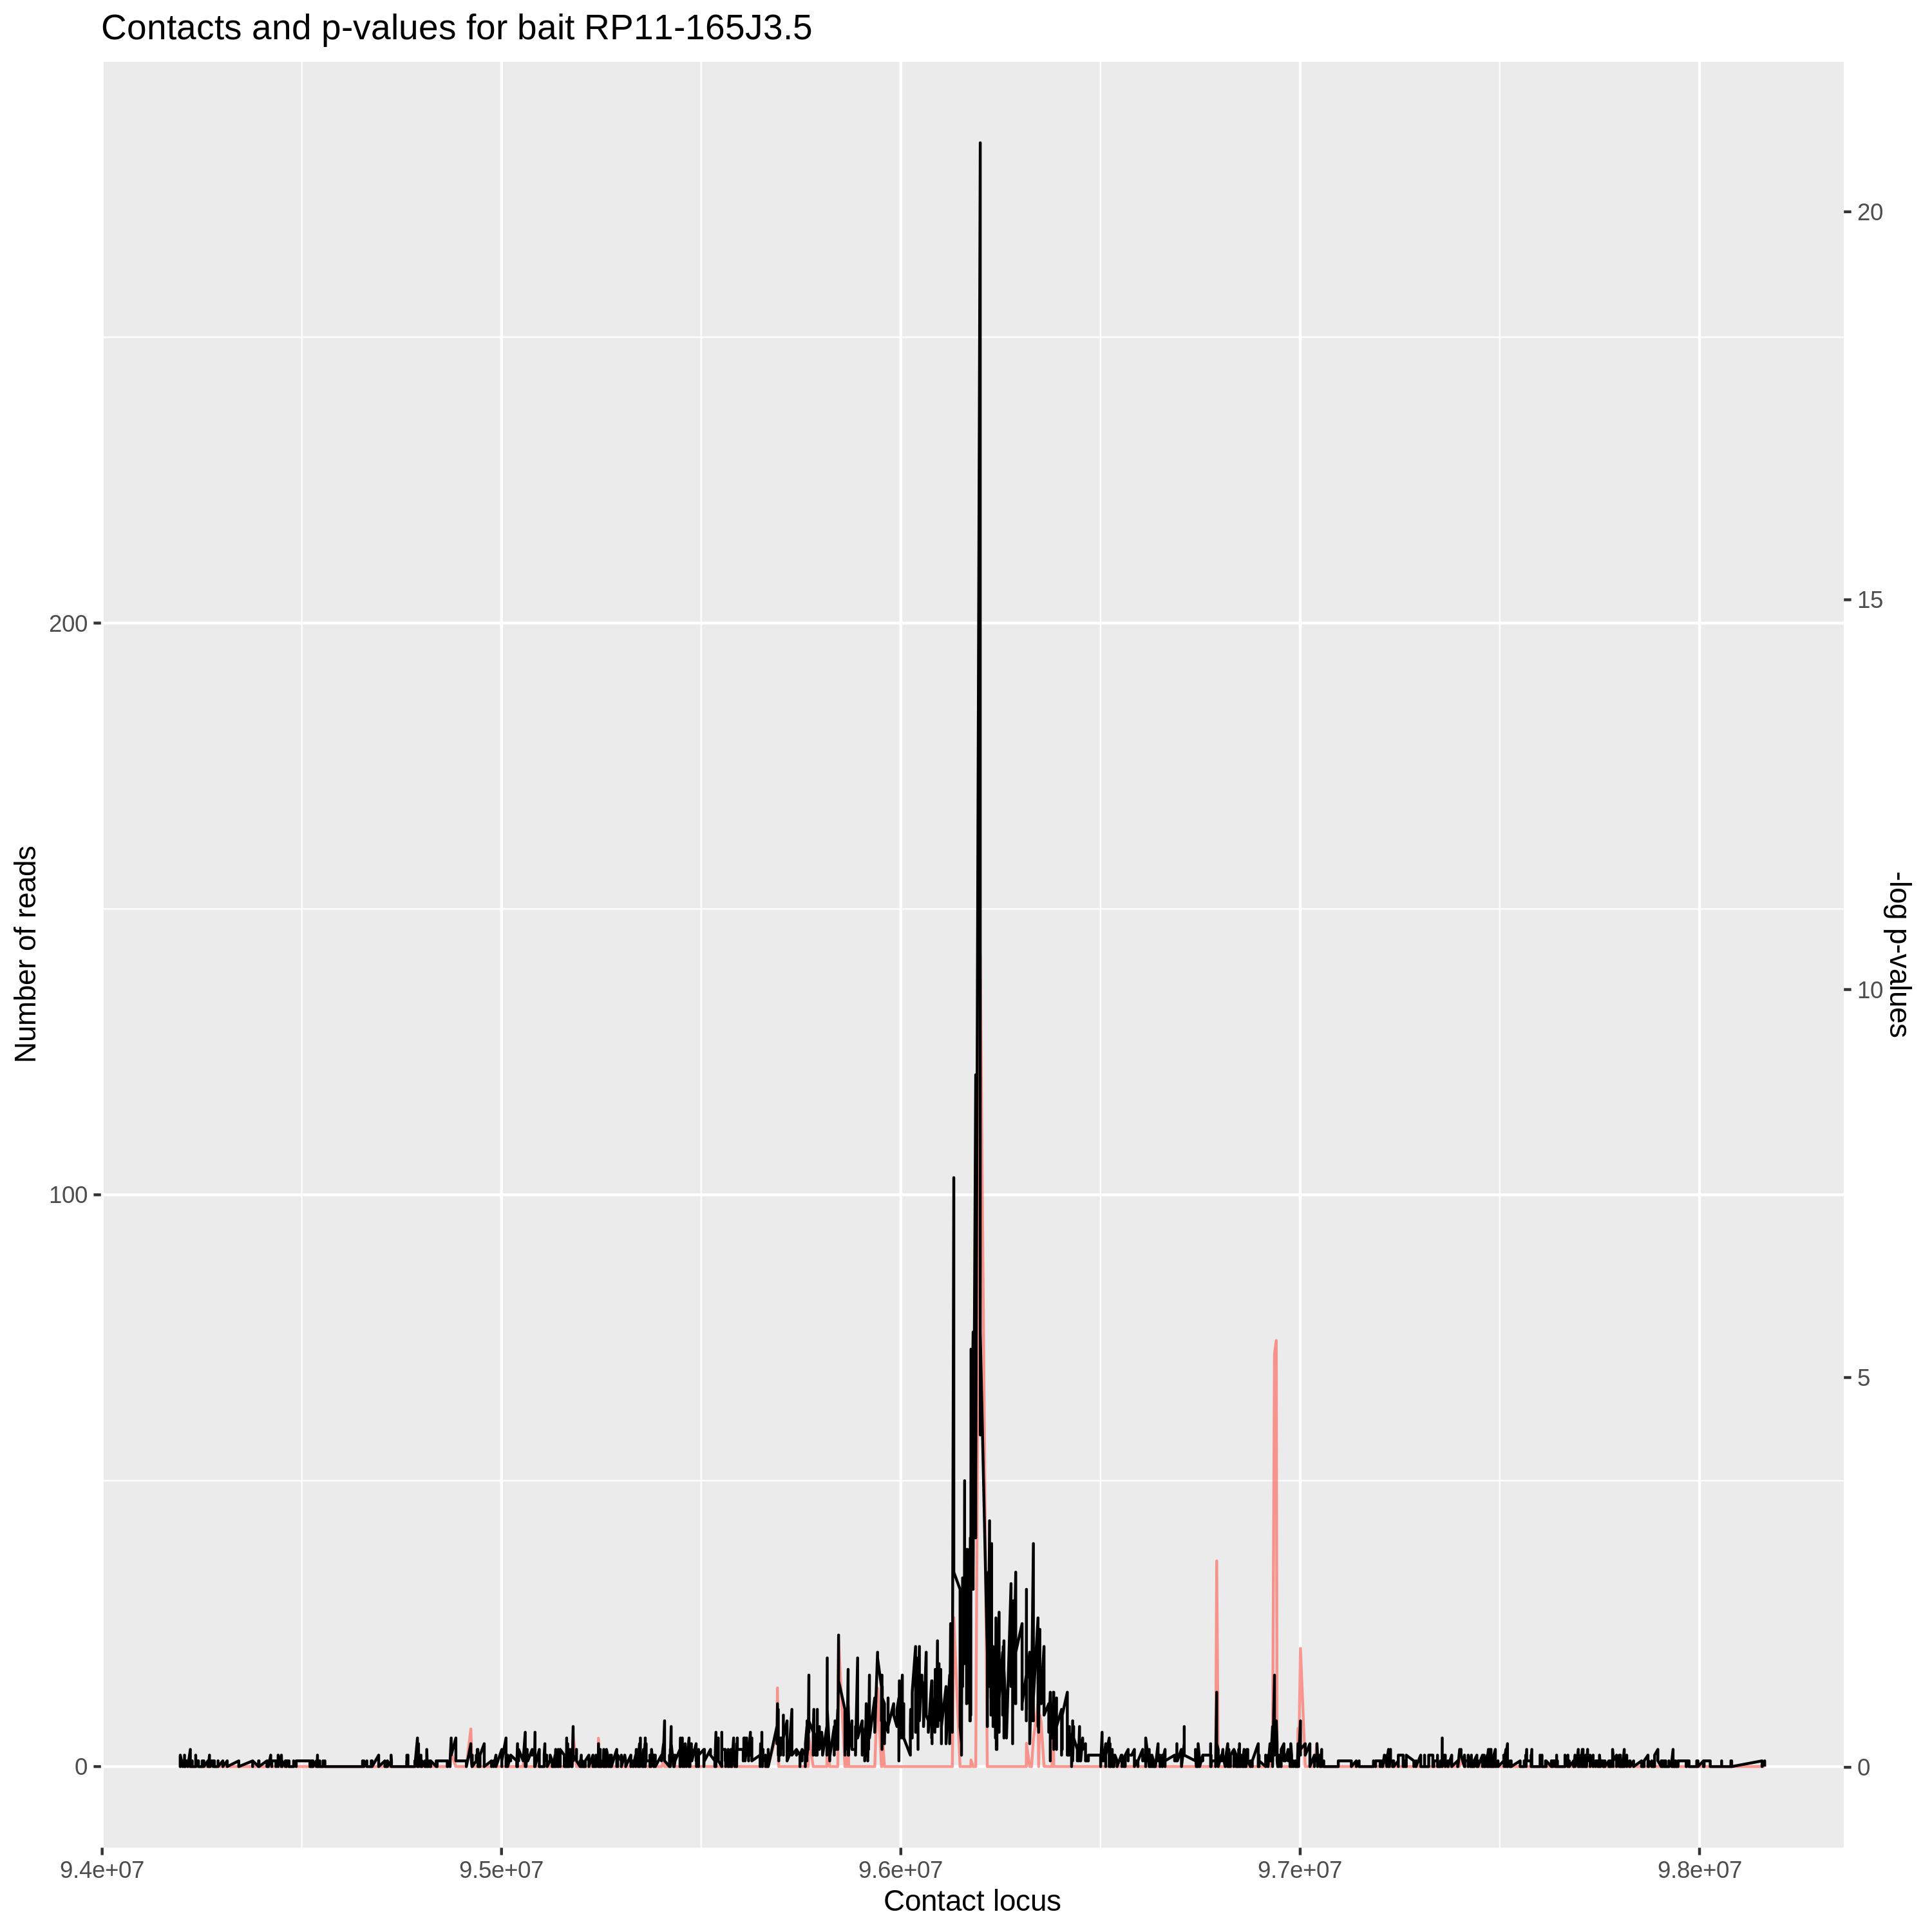 Contacts and p-values for bait RP11-165J3.5
Number of reads
200
100
0
20
15
10
5
0
-log p-values
9.4e+07 9.5e+07 9.6e+07 9.7e+07 9.8e+07
Contact locus